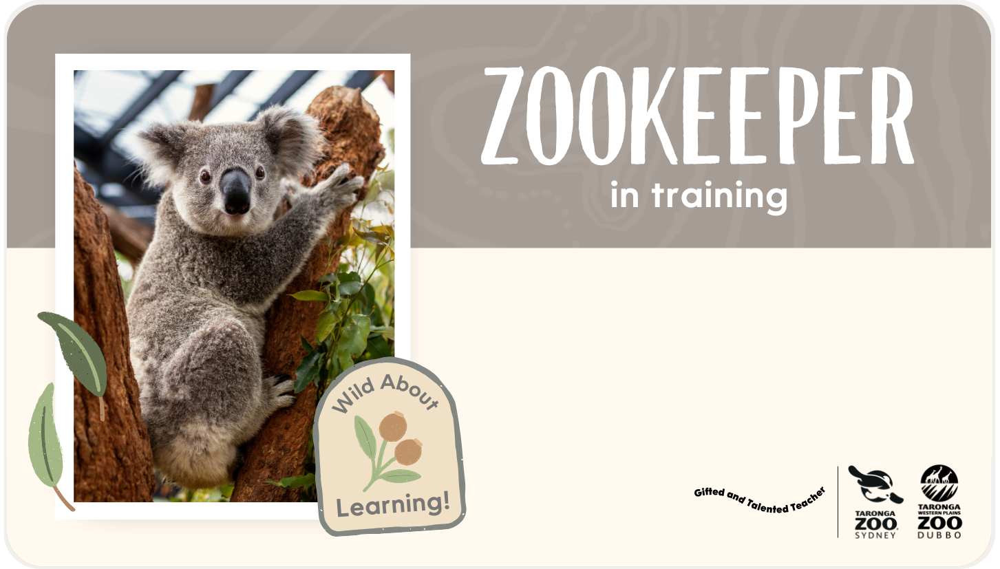 ZOOKEEPER
in training
Wild About
Learning!
Gifted and Talented Teacher
TARONGA
ZOO
SYDNEY
TARONGA
WESTERN PLAINS
ZOO
DUBBO